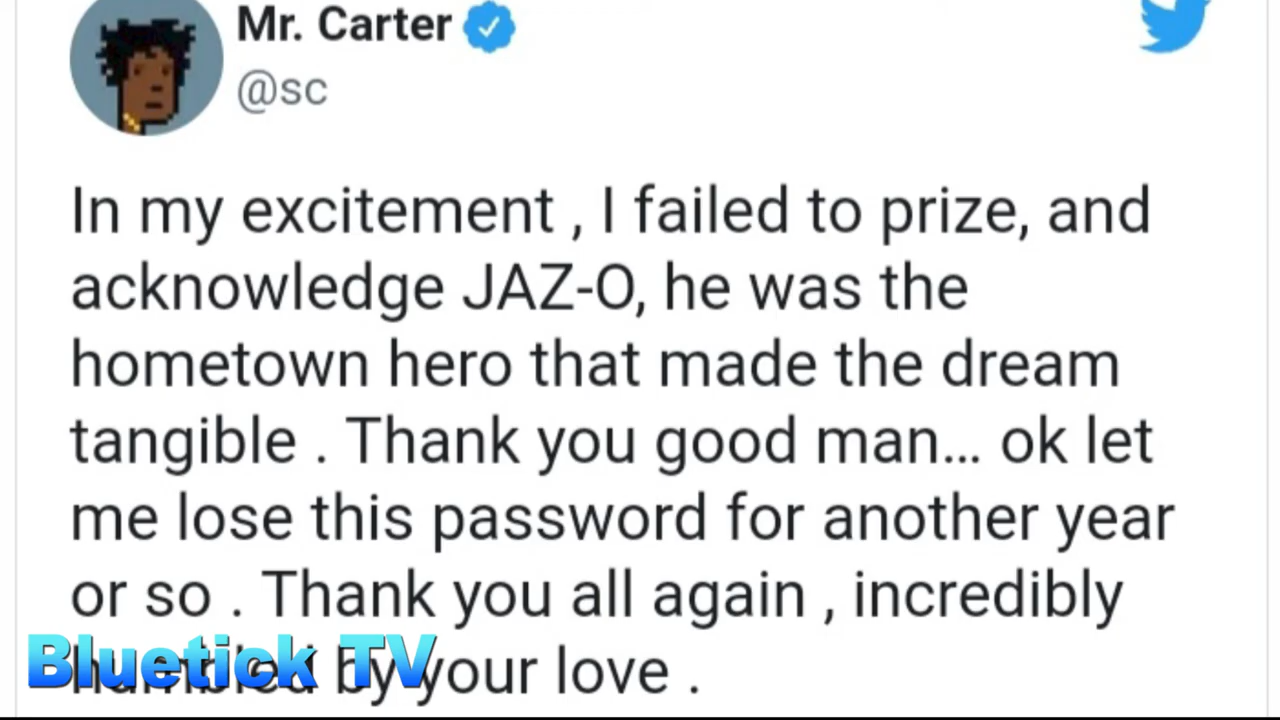 Mr. Carter
@sc
In my excitement , I failed to prize, and
acknowledge JAZ-O, he was the
hometown hero that made the dream
tangible . Thank you good man... ok let
me lose this password for another year
or so . Thank you all again , incredibly
humbled by your love .
Bluetick TV